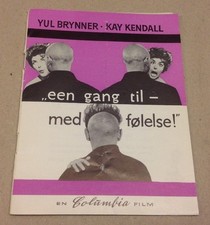 YUL BRYNNER • KAY KENDALL
„een gang til –
med følelse!"
EN Columbia FILM